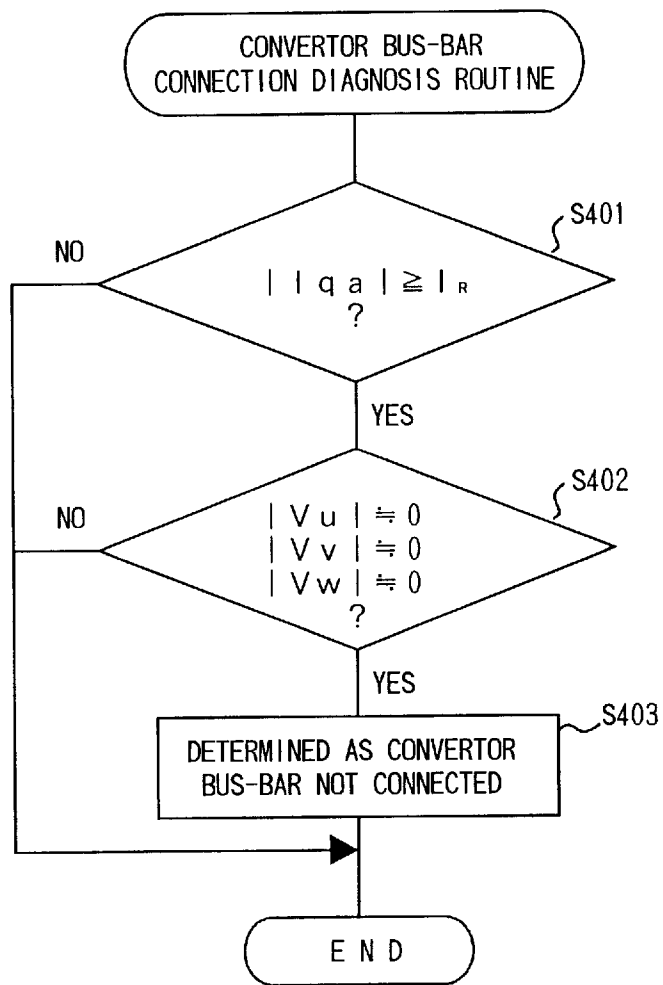 CONVERTOR BUS-BAR
CONNECTION DIAGNOSIS ROUTINE
S401
NO
| I q a | ≧ I R
?
YES
S402
NO
| V u | ≒ 0
| V v | ≒ 0
| V w | ≒ 0
?
YES
S403
DETERMINED AS CONVERTOR
BUS-BAR NOT CONNECTED
E N D